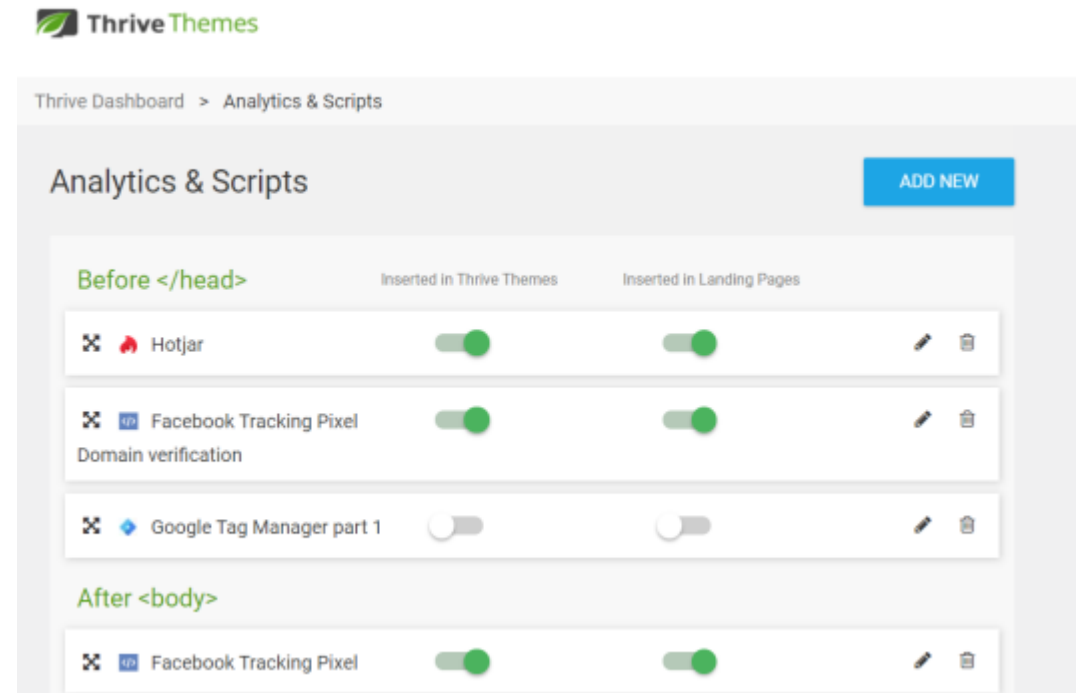 Thrive Themes
Thrive Dashboard > Analytics & Scripts
Analytics & Scripts
ADD NEW
Before </head>
Inserted in Thrive Themes
Inserted in Landing Pages
Hotjar
Facebook Tracking Pixel
Domain verification
Google Tag Manager part 1
After <body>
Facebook Tracking Pixel